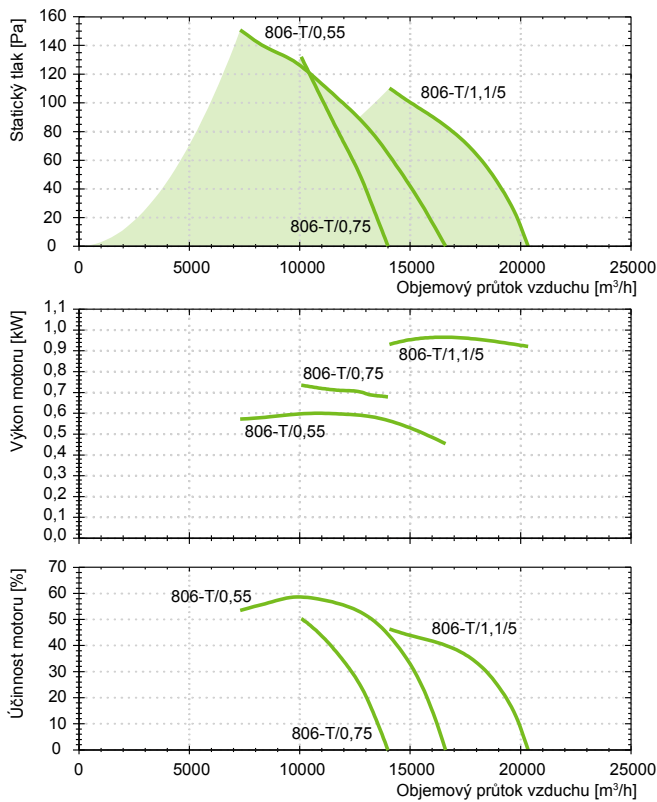 Statický tlak [Pa]
160
140
120
100
80
60
40
20
0
806-T/0,55
806-T/1,1/5
806-T/0,75
0 5000 10000 15000 20000 25000
Objemový průtok vzduchu [m³/h]
Výkon motoru [kW]
1,1
1,0
0,9
0,8
0,7
0,6
0,5
0,4
0,3
0,2
0,1
0,0
806-T/1,1/5
806-T/0,75
806-T/0,55
Účinnost motoru [%]
70
60
50
40
30
20
10
0
806-T/0,55
806-T/1,1/5
806-T/0,75
0 5000 10000 15000 20000 25000
Objemový průtok vzduchu [m³/h]